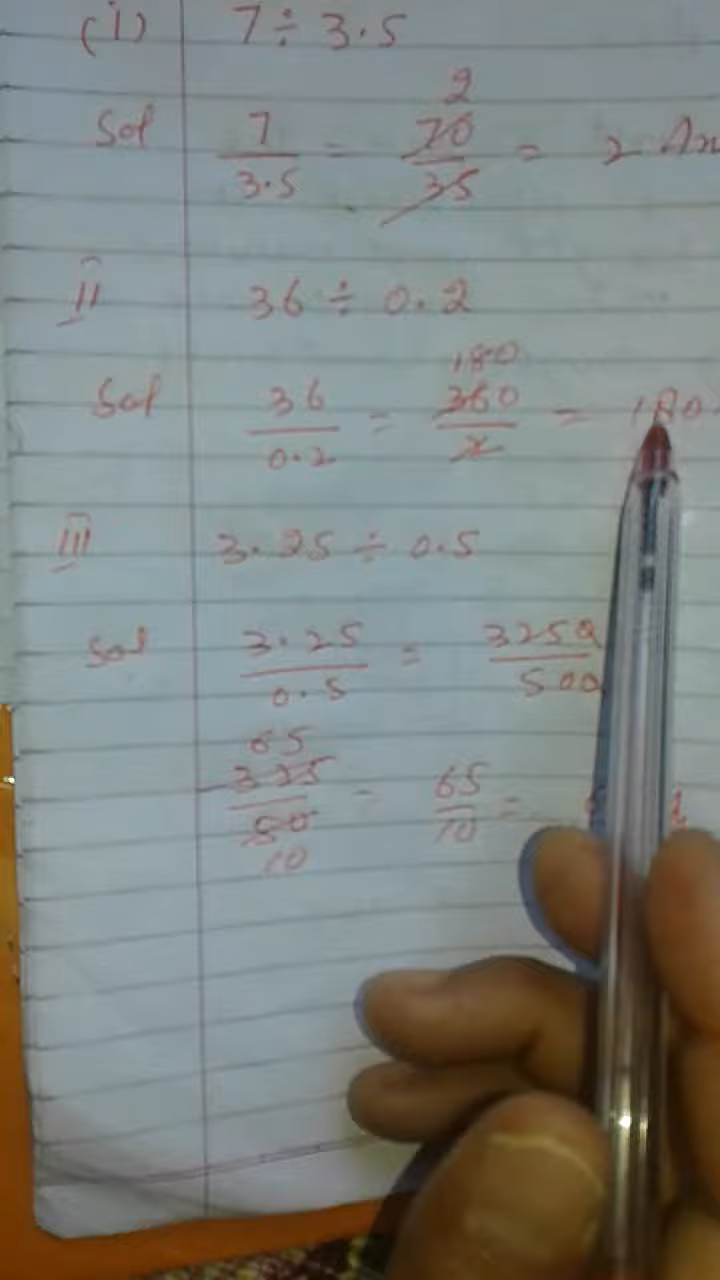 (i) 7 ÷ 3.5
2
Sol 7/3.5 = 70/35 = 2
II 36 ÷ 0.2
180
Sol 36/0.2 = 360/2 = 180
III 3.25 ÷ 0.5
Sol 3.25/0.5 = 3250/500
65
325/50 = 65/10 =
10